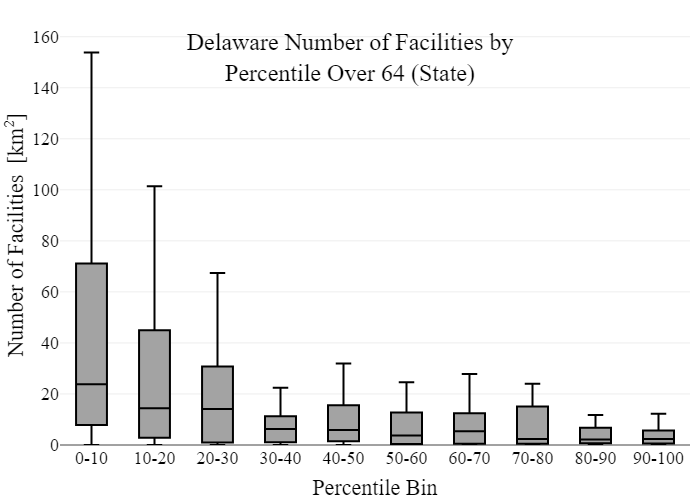 Delaware Number of Facilities by
Percentile Over 64 (State)
Number of Facilities [km²]
160
140
120
100
80
60
40
20
0
0-10 10-20 20-30 30-40 40-50 50-60 60-70 70-80 80-90 90-100
Percentile Bin